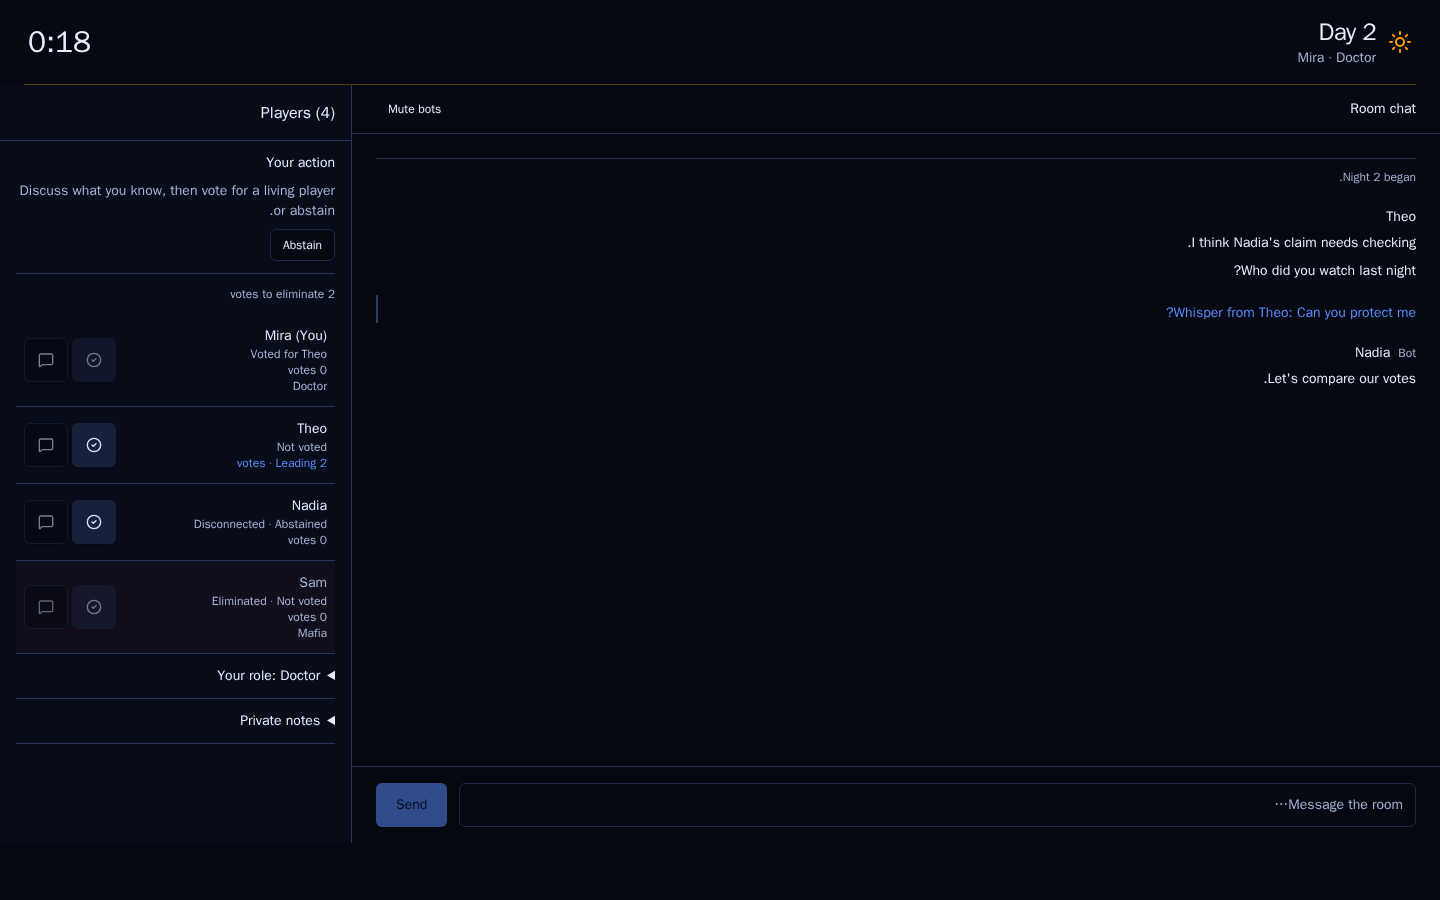 0:18
Day 2
Mira · Doctor
Players (4)
Your action
Discuss what you know, then vote for a living player
.or abstain
Abstain
votes to eliminate 2
Mira (You)
Voted for Theo
votes 0
Doctor
Theo
Not voted
votes · Leading 2
Nadia
Disconnected · Abstained
votes 0
Sam
Eliminated · Not voted
votes 0
Mafia
Your role: Doctor
Private notes
Mute bots
Room chat
.Night 2 began
Theo
.I think Nadia's claim needs checking
?Who did you watch last night
?Whisper from Theo: Can you protect me
Nadia Bot
.Let's compare our votes
Send
…Message the room